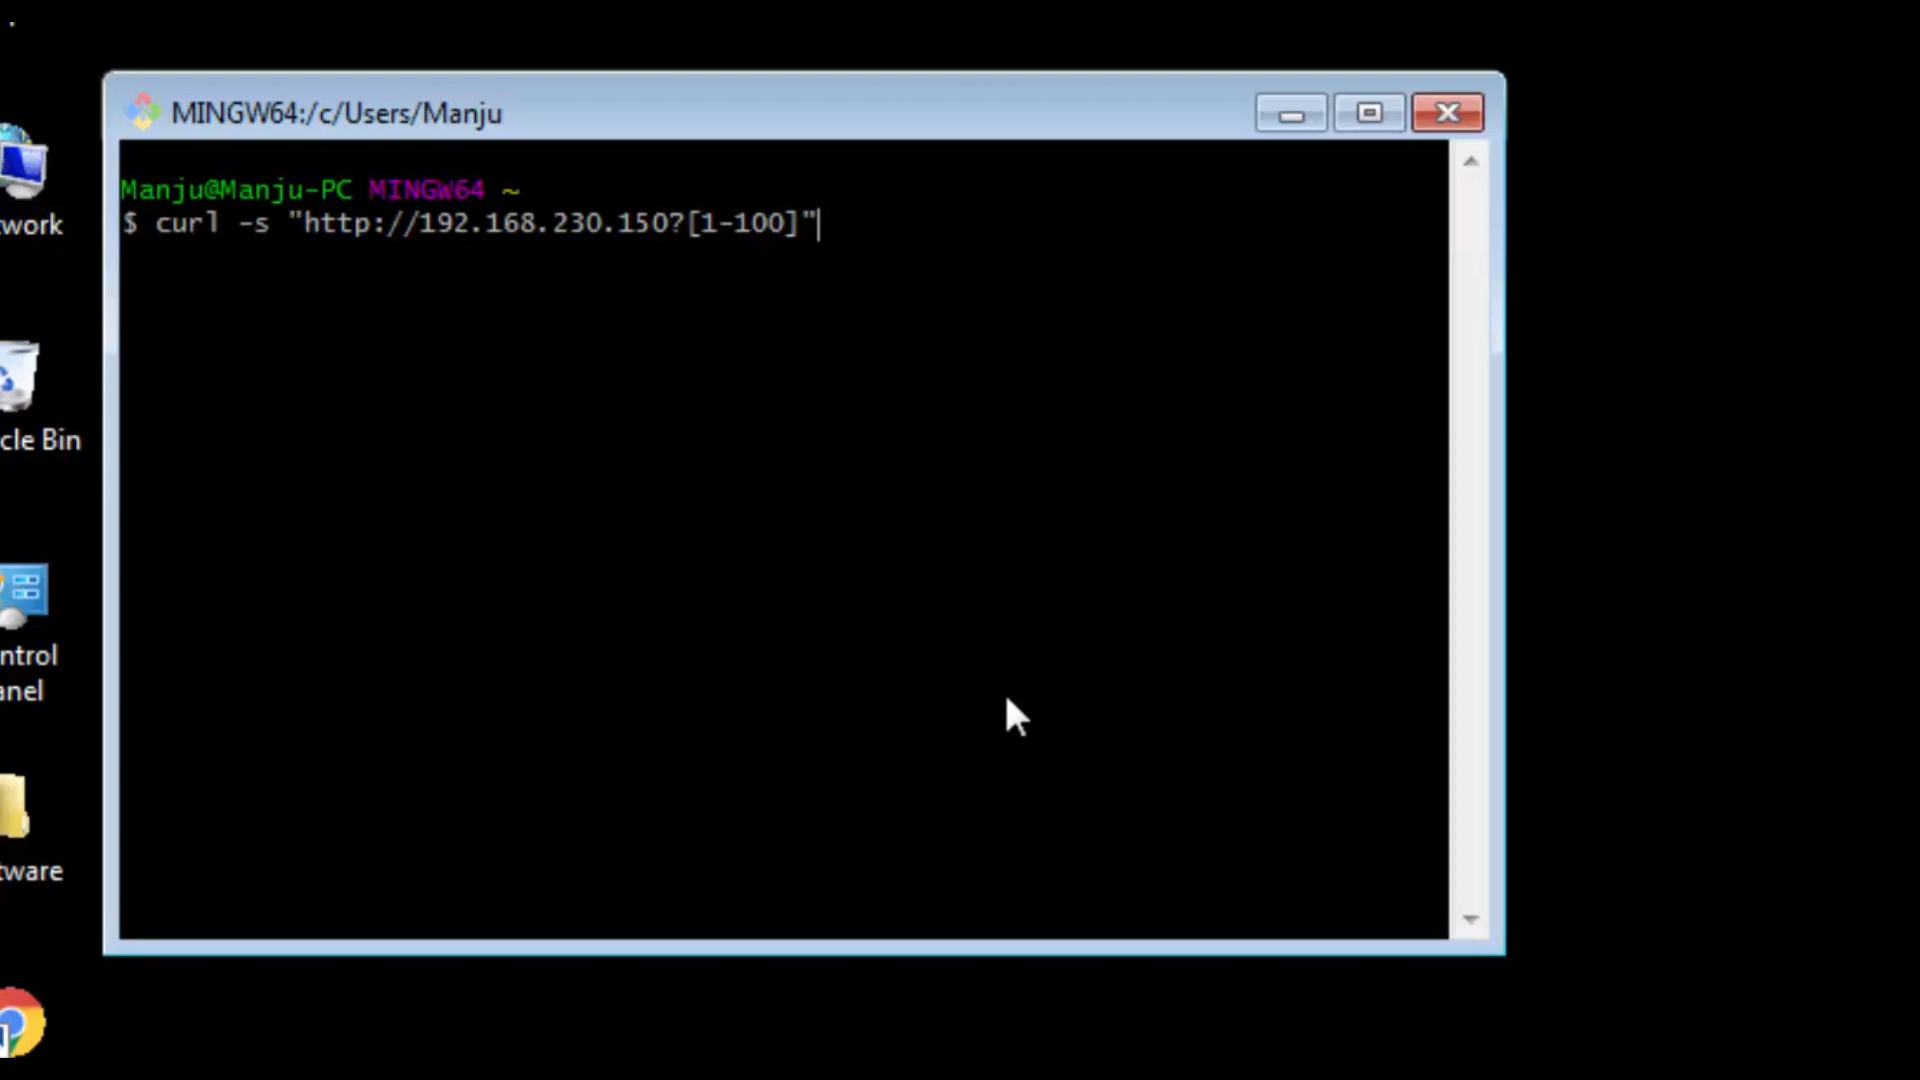 MINGW64:/c/Users/Manju
Manju@Manju-PC MINGW64 ~
$ curl -s "http://192.168.230.150?[1-100]"
work
cle Bin
ntrol
anel
tware